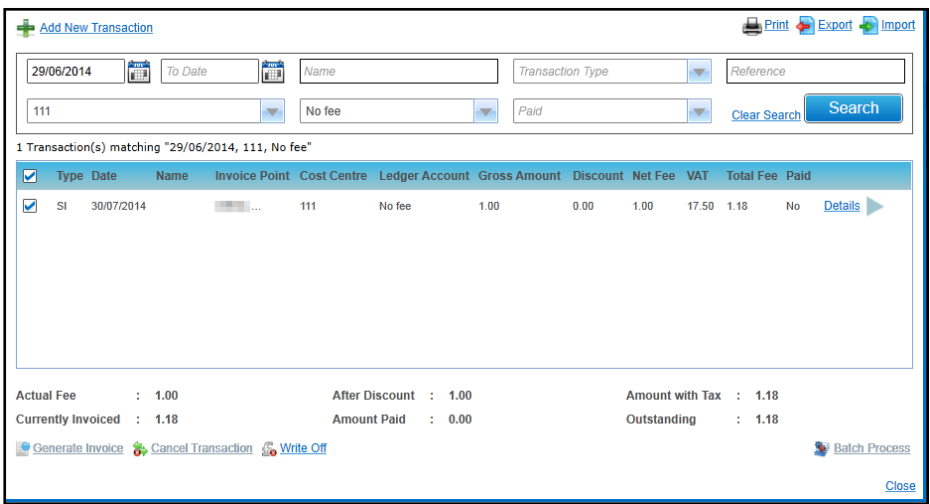 Add New Transaction Print Export Import
29/06/2014 To Date Name Transaction Type Reference
111 No fee Paid Clear Search Search
1 Transaction(s) matching "29/06/2014, 111, No fee"
Type Date Name Invoice Point Cost Centre Ledger Account Gross Amount Discount Net Fee VAT Total Fee Paid
SI 30/07/2014 ... 111 No fee 1.00 0.00 1.00 17.50 1.18 No Details
Actual Fee : 1.00 After Discount : 1.00 Amount with Tax : 1.18
Currently Invoiced : 1.18 Amount Paid : 0.00 Outstanding : 1.18
Generate Invoice Cancel Transaction Write Off Batch Process
Close